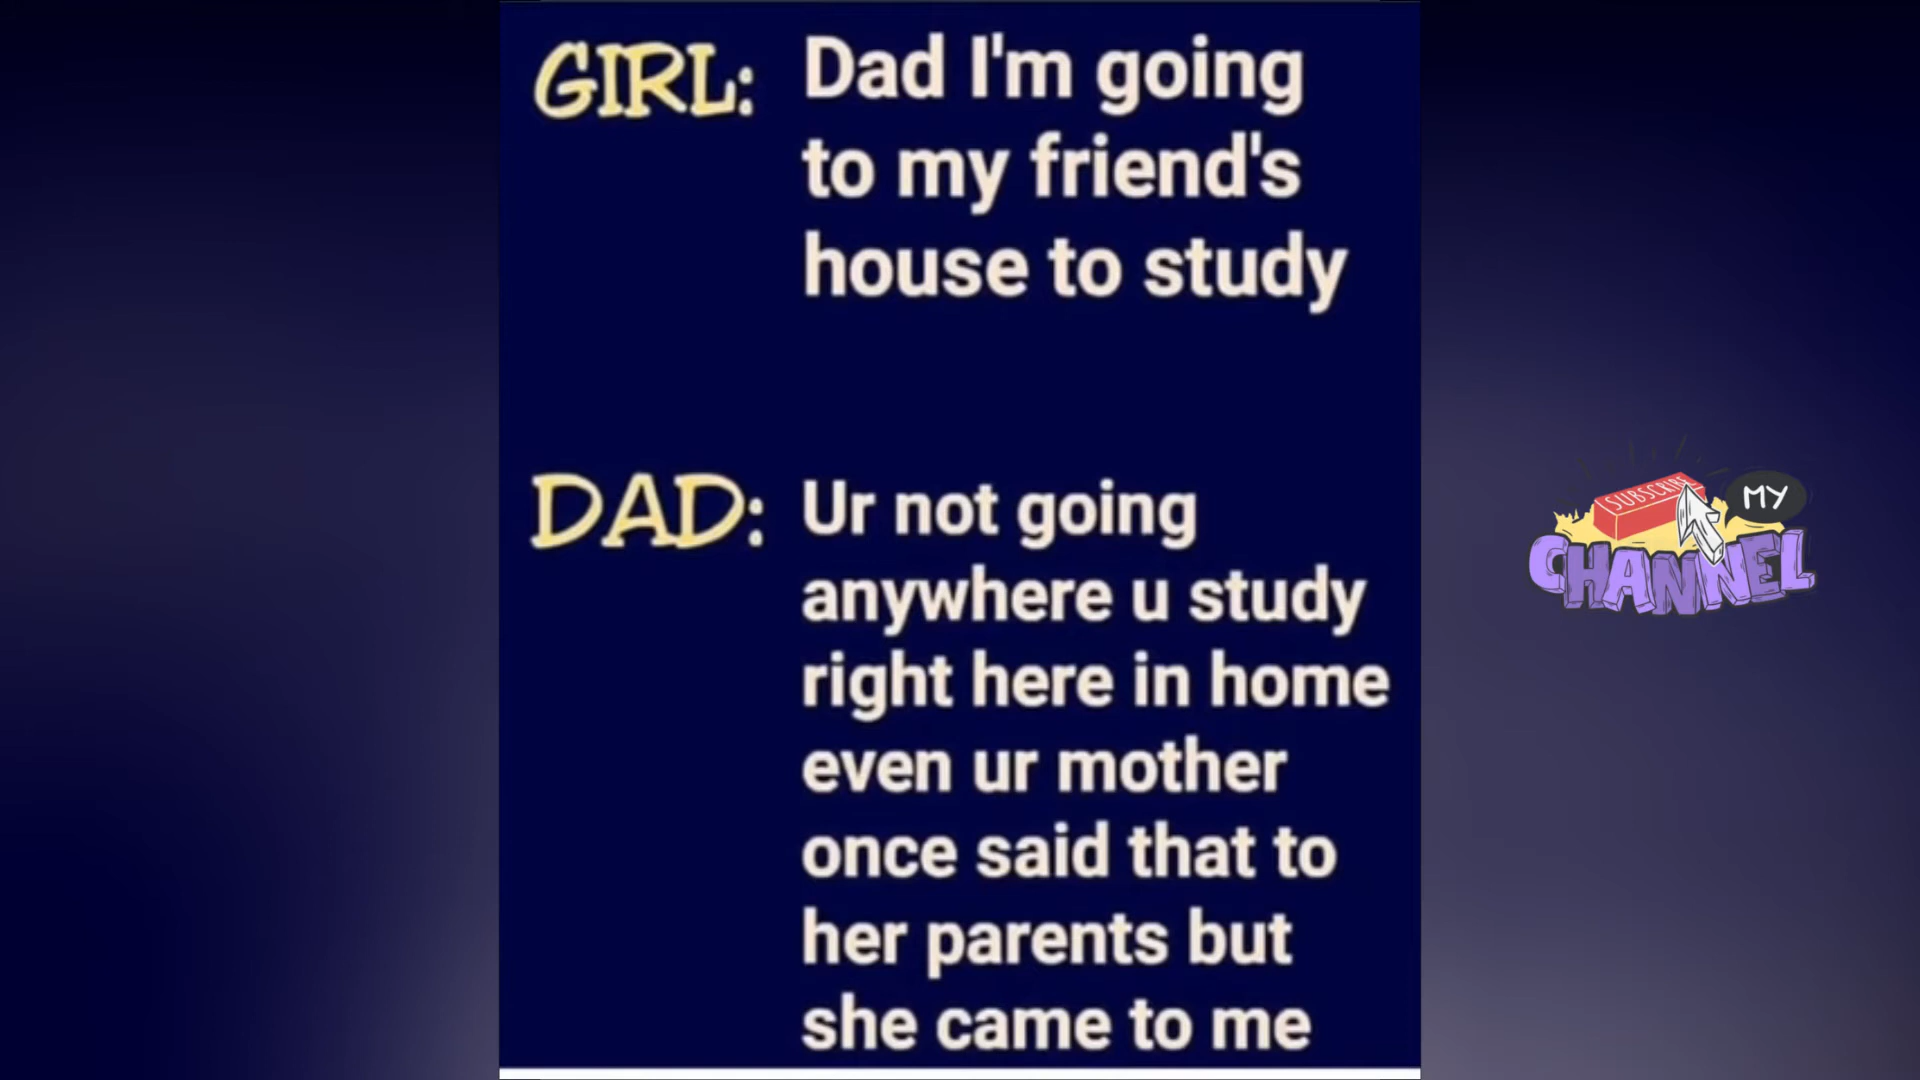 GIRL: Dad I'm going
to my friend's
house to study
DAD: Ur not going
anywhere u study
right here in home
even ur mother
once said that to
her parents but
she came to me
SUBSCRIBE
MY
CHANNEL